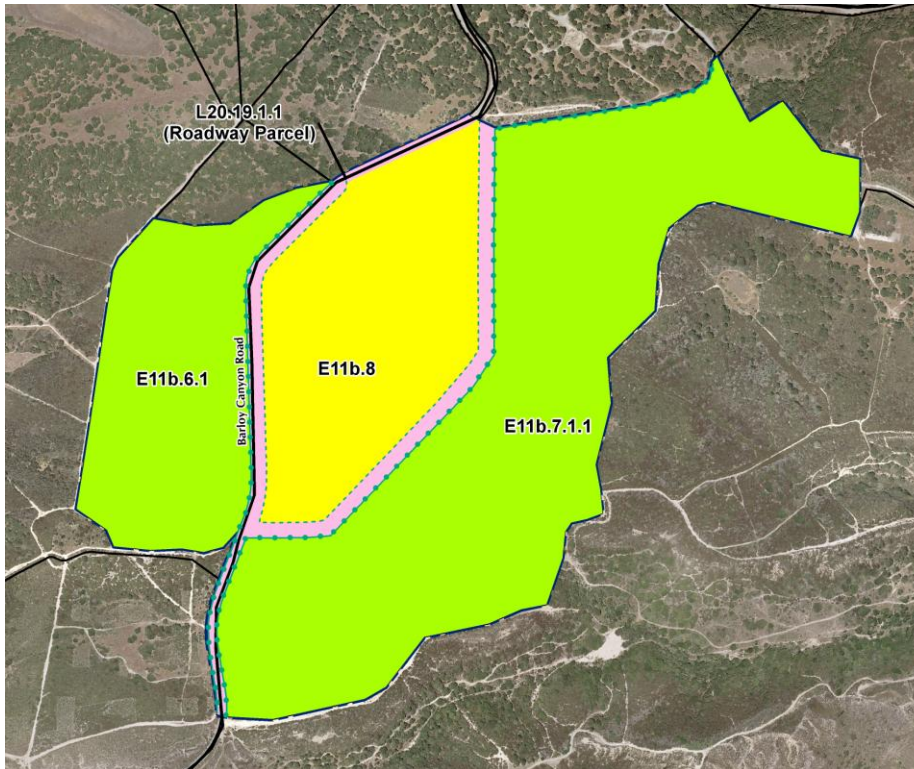 L20.19.1.1
(Roadway Parcel)
E11b.6.1
Barloy Canyon Road
E11b.8
E11b.7.1.1